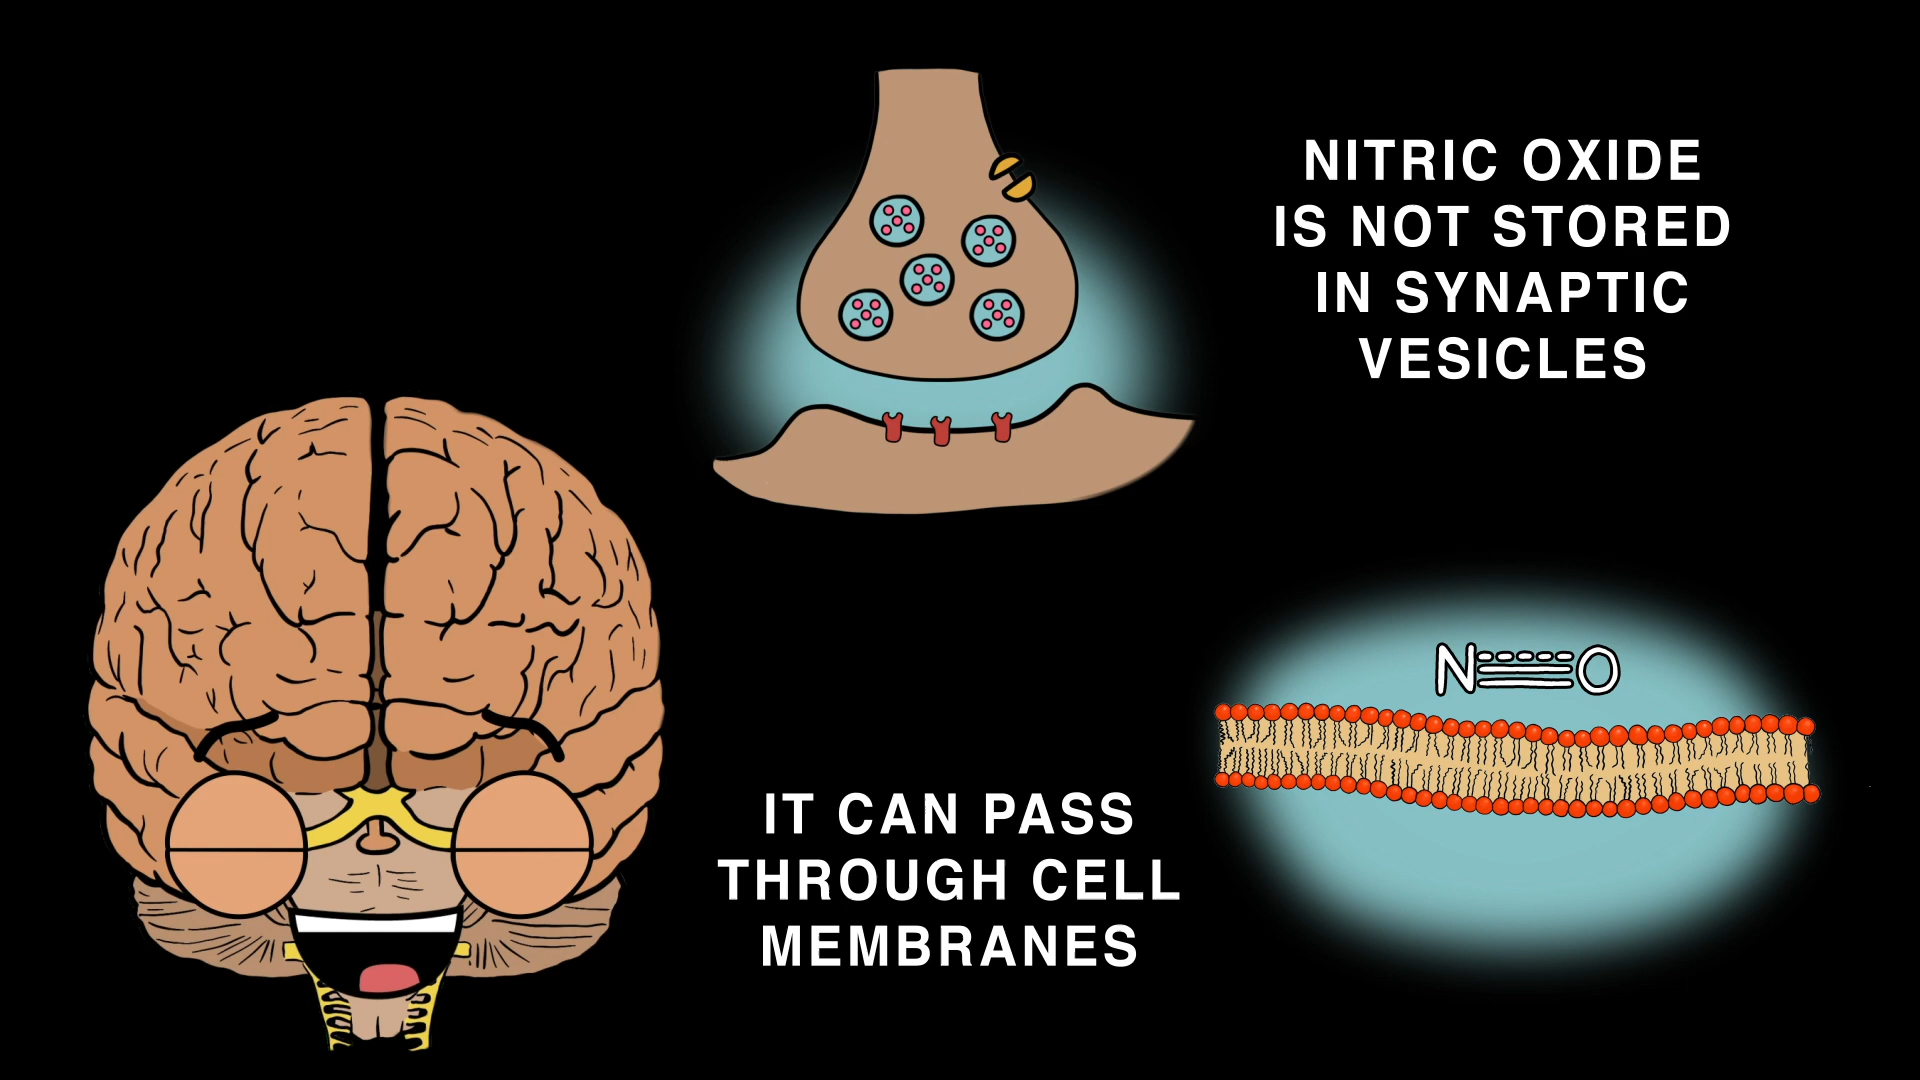 NITRIC OXIDE
IS NOT STORED
IN SYNAPTIC
VESICLES
N O
IT CAN PASS
THROUGH CELL
MEMBRANES